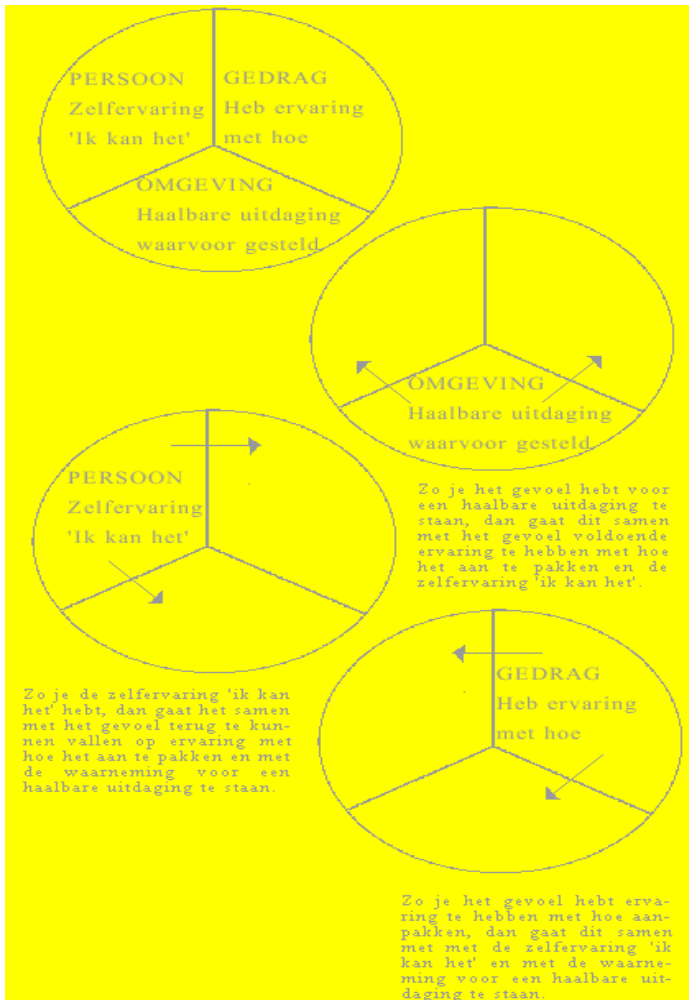 PERSOON
Zelfervaring
'Ik kan het'
GEDRAG
Heb ervaring
met hoe
OMGEVING
Haalbare uitdaging
waarvoor gesteld
OMGEVING
Haalbare uitdaging
waarvoor gesteld
Zo je het gevoel hebt voor
een haalbare uitdaging te
staan, dan gaat dit samen
met het gevoel voldoende
ervaring te hebben met hoe
het aan te pakken en de
zelfervaring 'ik kan het'.
PERSOON
Zelfervaring
'Ik kan het'
Zo je de zelfervaring 'ik kan
het' hebt, dan gaat het samen
met het gevoel terug te kun-
nen vallen op ervaring met
hoe het aan te pakken en met
de waarneming voor een
haalbare uitdaging te staan.
GEDRAG
Heb ervaring
met hoe
Zo je het gevoel hebt erva-
ring te hebben met hoe aan-
pakken, dan gaat dit samen
met met de zelfervaring 'ik
kan het' en met de waarne-
ming voor een haalbare uit-
daging te staan.